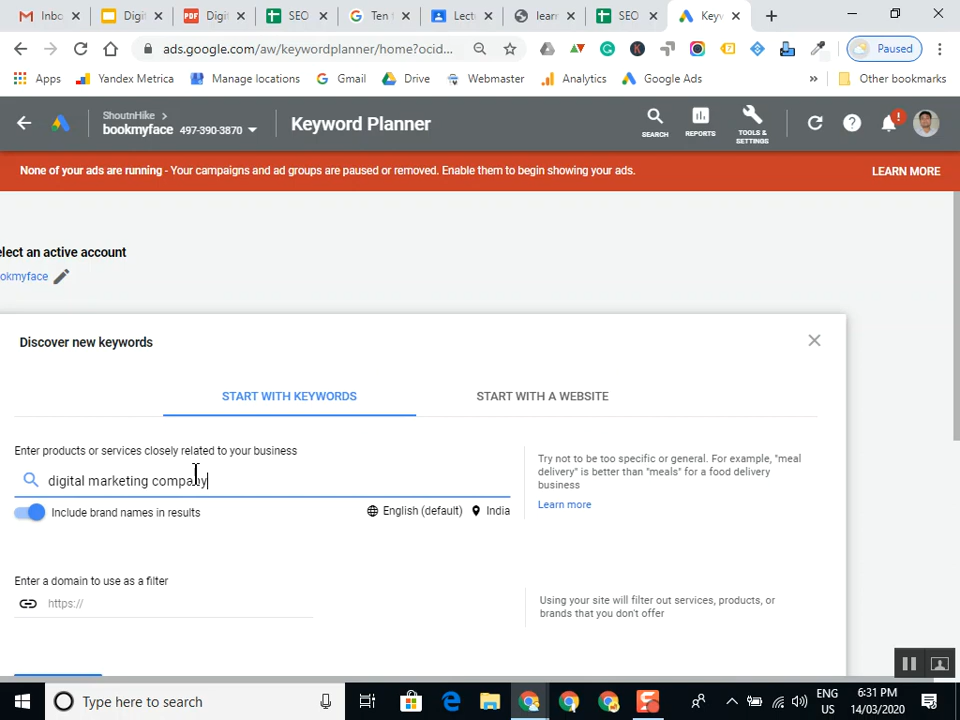 Inbo
Digit
PDF
Digit
SEO
Ten f
Lectu
learn
SEO
Keyw
ads.google.com/aw/keywordplanner/home?ocid...
Paused
Apps
Yandex Metrica
Manage locations
Gmail
Drive
Webmaster
Analytics
Google Ads
»
Other bookmarks
ShoutnHike >
bookmyface 497-390-3870
Keyword Planner
SEARCH
REPORTS
TOOLS & SETTINGS
None of your ads are running - Your campaigns and ad groups are paused or removed. Enable them to begin showing your ads.
LEARN MORE
elect an active account
okmyface
Discover new keywords
START WITH KEYWORDS
START WITH A WEBSITE
Enter products or services closely related to your business
digital marketing company
Include brand names in results
English (default)
India
Try not to be too specific or general. For example, "meal
delivery" is better than "meals" for a food delivery
business
Learn more
Enter a domain to use as a filter
https://
Using your site will filter out services, products, or
brands that you don't offer
Type here to search
ENG
US
6:31 PM
14/03/2020